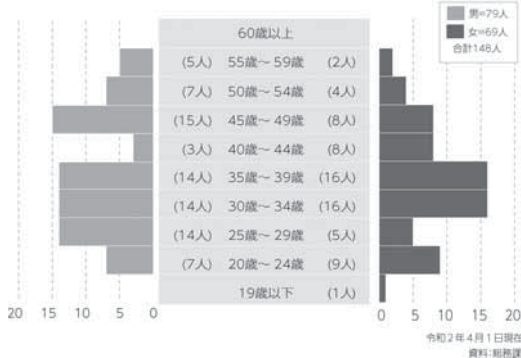 男=79人
女=69人
合計148人
60歳以上
(5人) 55歳～59歳 (2人)
(7人) 50歳～54歳 (4人)
(15人) 45歳～49歳 (8人)
(3人) 40歳～44歳 (8人)
(14人) 35歳～39歳 (16人)
(14人) 30歳～34歳 (16人)
(14人) 25歳～29歳 (5人)
(7人) 20歳～24歳 (9人)
19歳以下 (1人)
20 15 10 5 0 0 5 10 15 20
令和2年4月1日現在
資料:総務課